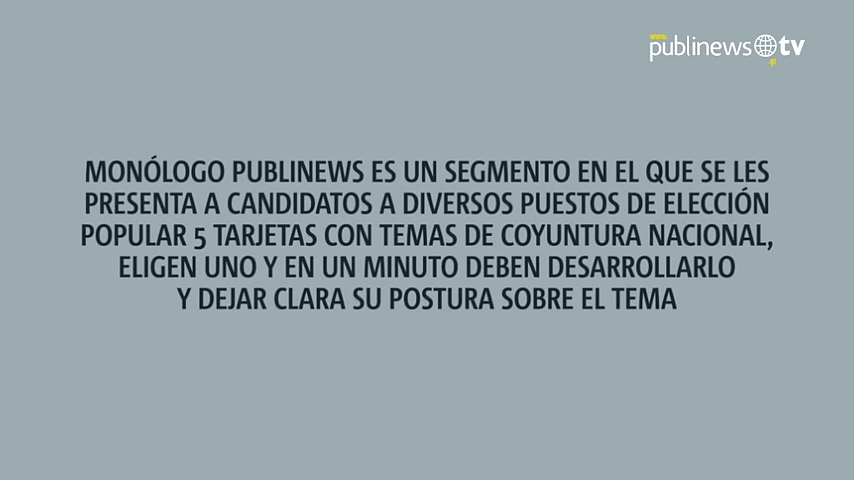 www.
publinews tv
.gt
MONÓLOGO PUBLINEWS ES UN SEGMENTO EN EL QUE SE LES
PRESENTA A CANDIDATOS A DIVERSOS PUESTOS DE ELECCIÓN
POPULAR 5 TARJETAS CON TEMAS DE COYUNTURA NACIONAL,
ELIGEN UNO Y EN UN MINUTO DEBEN DESARROLLARLO
Y DEJAR CLARA SU POSTURA SOBRE EL TEMA